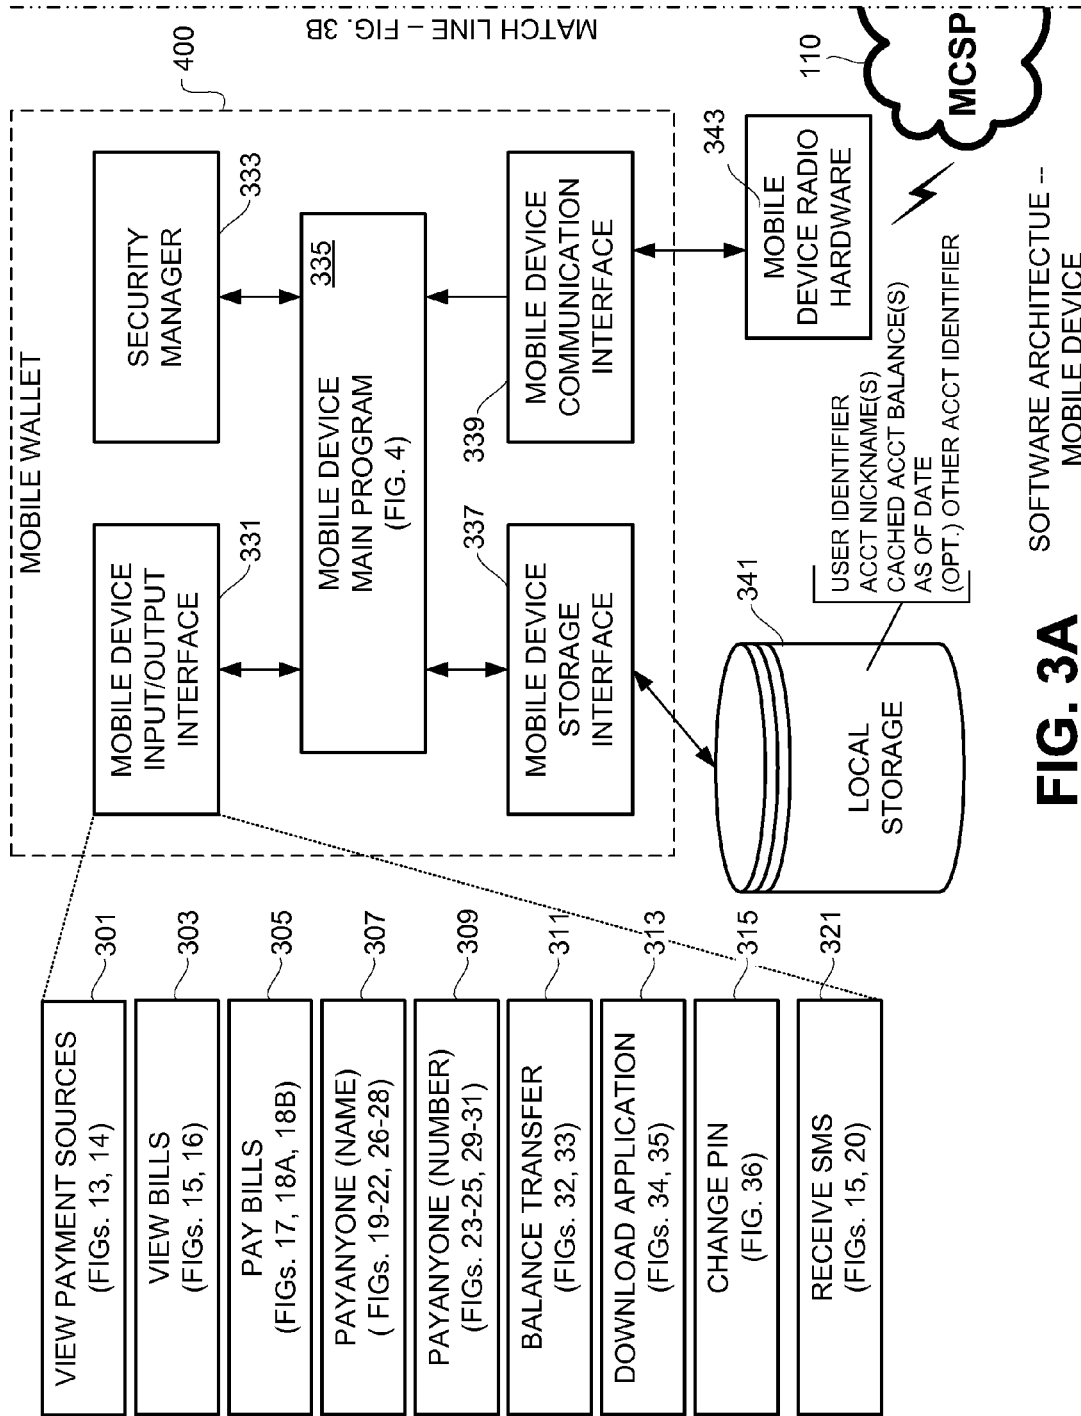 MATCH LINE – FIG. 3B
MOBILE WALLET
400
VIEW PAYMENT SOURCES
(FIGs. 13, 14)
301
VIEW BILLS
(FIGs. 15, 16)
303
PAY BILLS
(FIGs. 17, 18A, 18B)
305
PAYANYONE (NAME)
( FIGs. 19-22, 26-28)
307
PAYANYONE (NUMBER)
(FIGs. 23-25, 29-31)
309
BALANCE TRANSFER
(FIGs. 32, 33)
311
DOWNLOAD APPLICATION
(FIGs. 34, 35)
313
CHANGE PIN
(FIG. 36)
315
RECEIVE SMS
(FIGs. 15, 20)
321
MOBILE DEVICE
INPUT/OUTPUT
INTERFACE
331
SECURITY
MANAGER
333
335
MOBILE DEVICE
MAIN PROGRAM
(FIG. 4)
MOBILE DEVICE
STORAGE
INTERFACE
337
MOBILE DEVICE
COMMUNICATION
INTERFACE
339
LOCAL
STORAGE
341
USER IDENTIFIER
ACCT NICKNAME(S)
CACHED ACCT BALANCE(S)
AS OF DATE
(OPT.) OTHER ACCT IDENTIFIER
MOBILE
DEVICE RADIO
HARDWARE
343
110
MCSP
FIG. 3A
SOFTWARE ARCHITECTUE --
MOBILE DEVICE